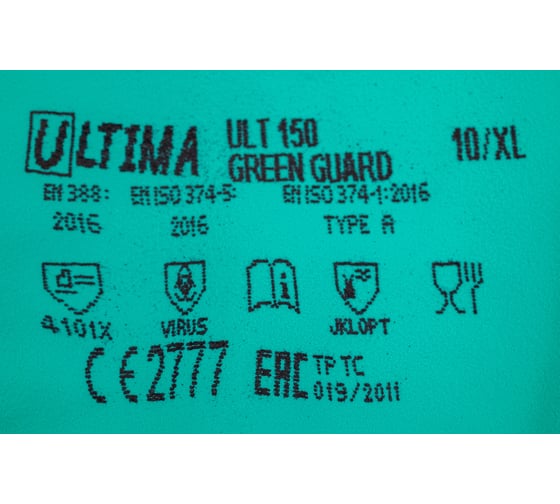 ULTIMA ULT 150 10/XL
GREEN GUARD
EN 388: EN ISO 374-5: EN ISO 374-1:2016
2016 2016 TYPE A
4101X VIRUS i JKLOPT
CE 2777 EAC TP TC
019/2011